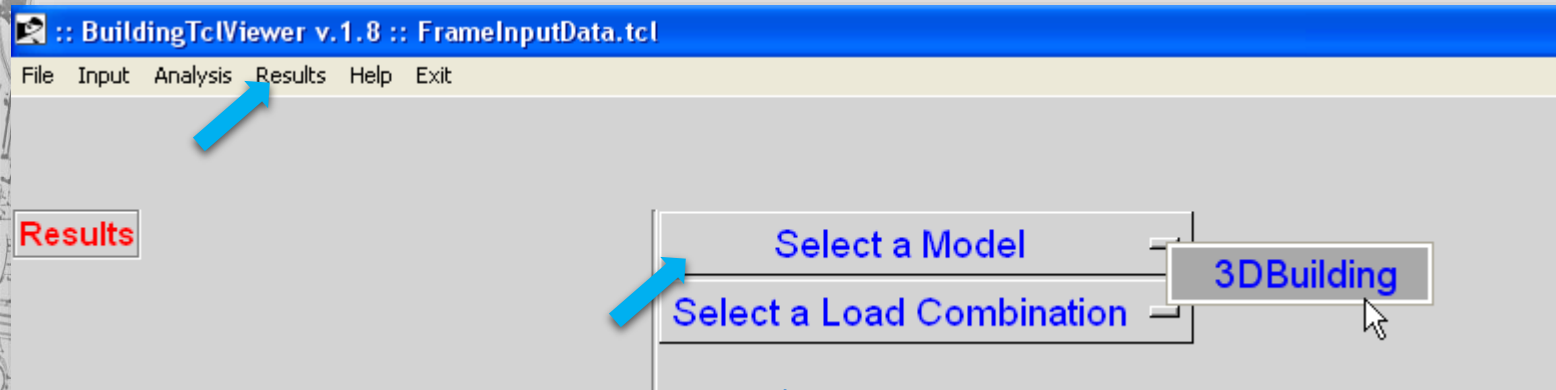 :: BuildingTclViewer v.1.8 :: FrameInputData.tcl
File Input Analysis Results Help Exit
Results
Select a Model
3DBuilding
Select a Load Combination